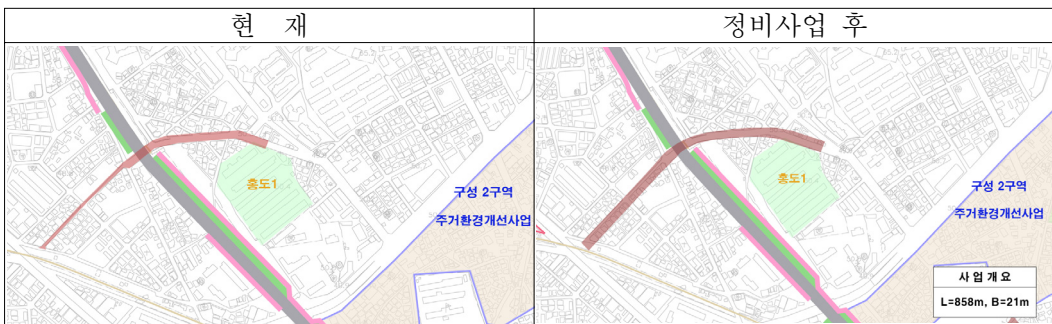 현 재
정비사업 후
홍도1
구성 2구역
주거환경개선사업
홍도1
구성 2구역
주거환경개선사업
사 업 개 요
L=858m, B=21m